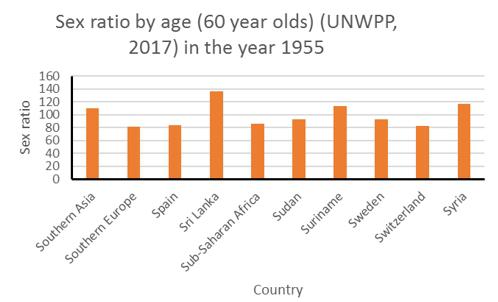 Sex ratio by age (60 year olds) (UNWPP,
2017) in the year 1955
160
140
120
100
80
60
40
20
0
Sex ratio
Southern Asia
Southern Europe
Spain
Sri Lanka
Sub-Saharan Africa
Sudan
Suriname
Sweden
Switzerland
Syria
Country